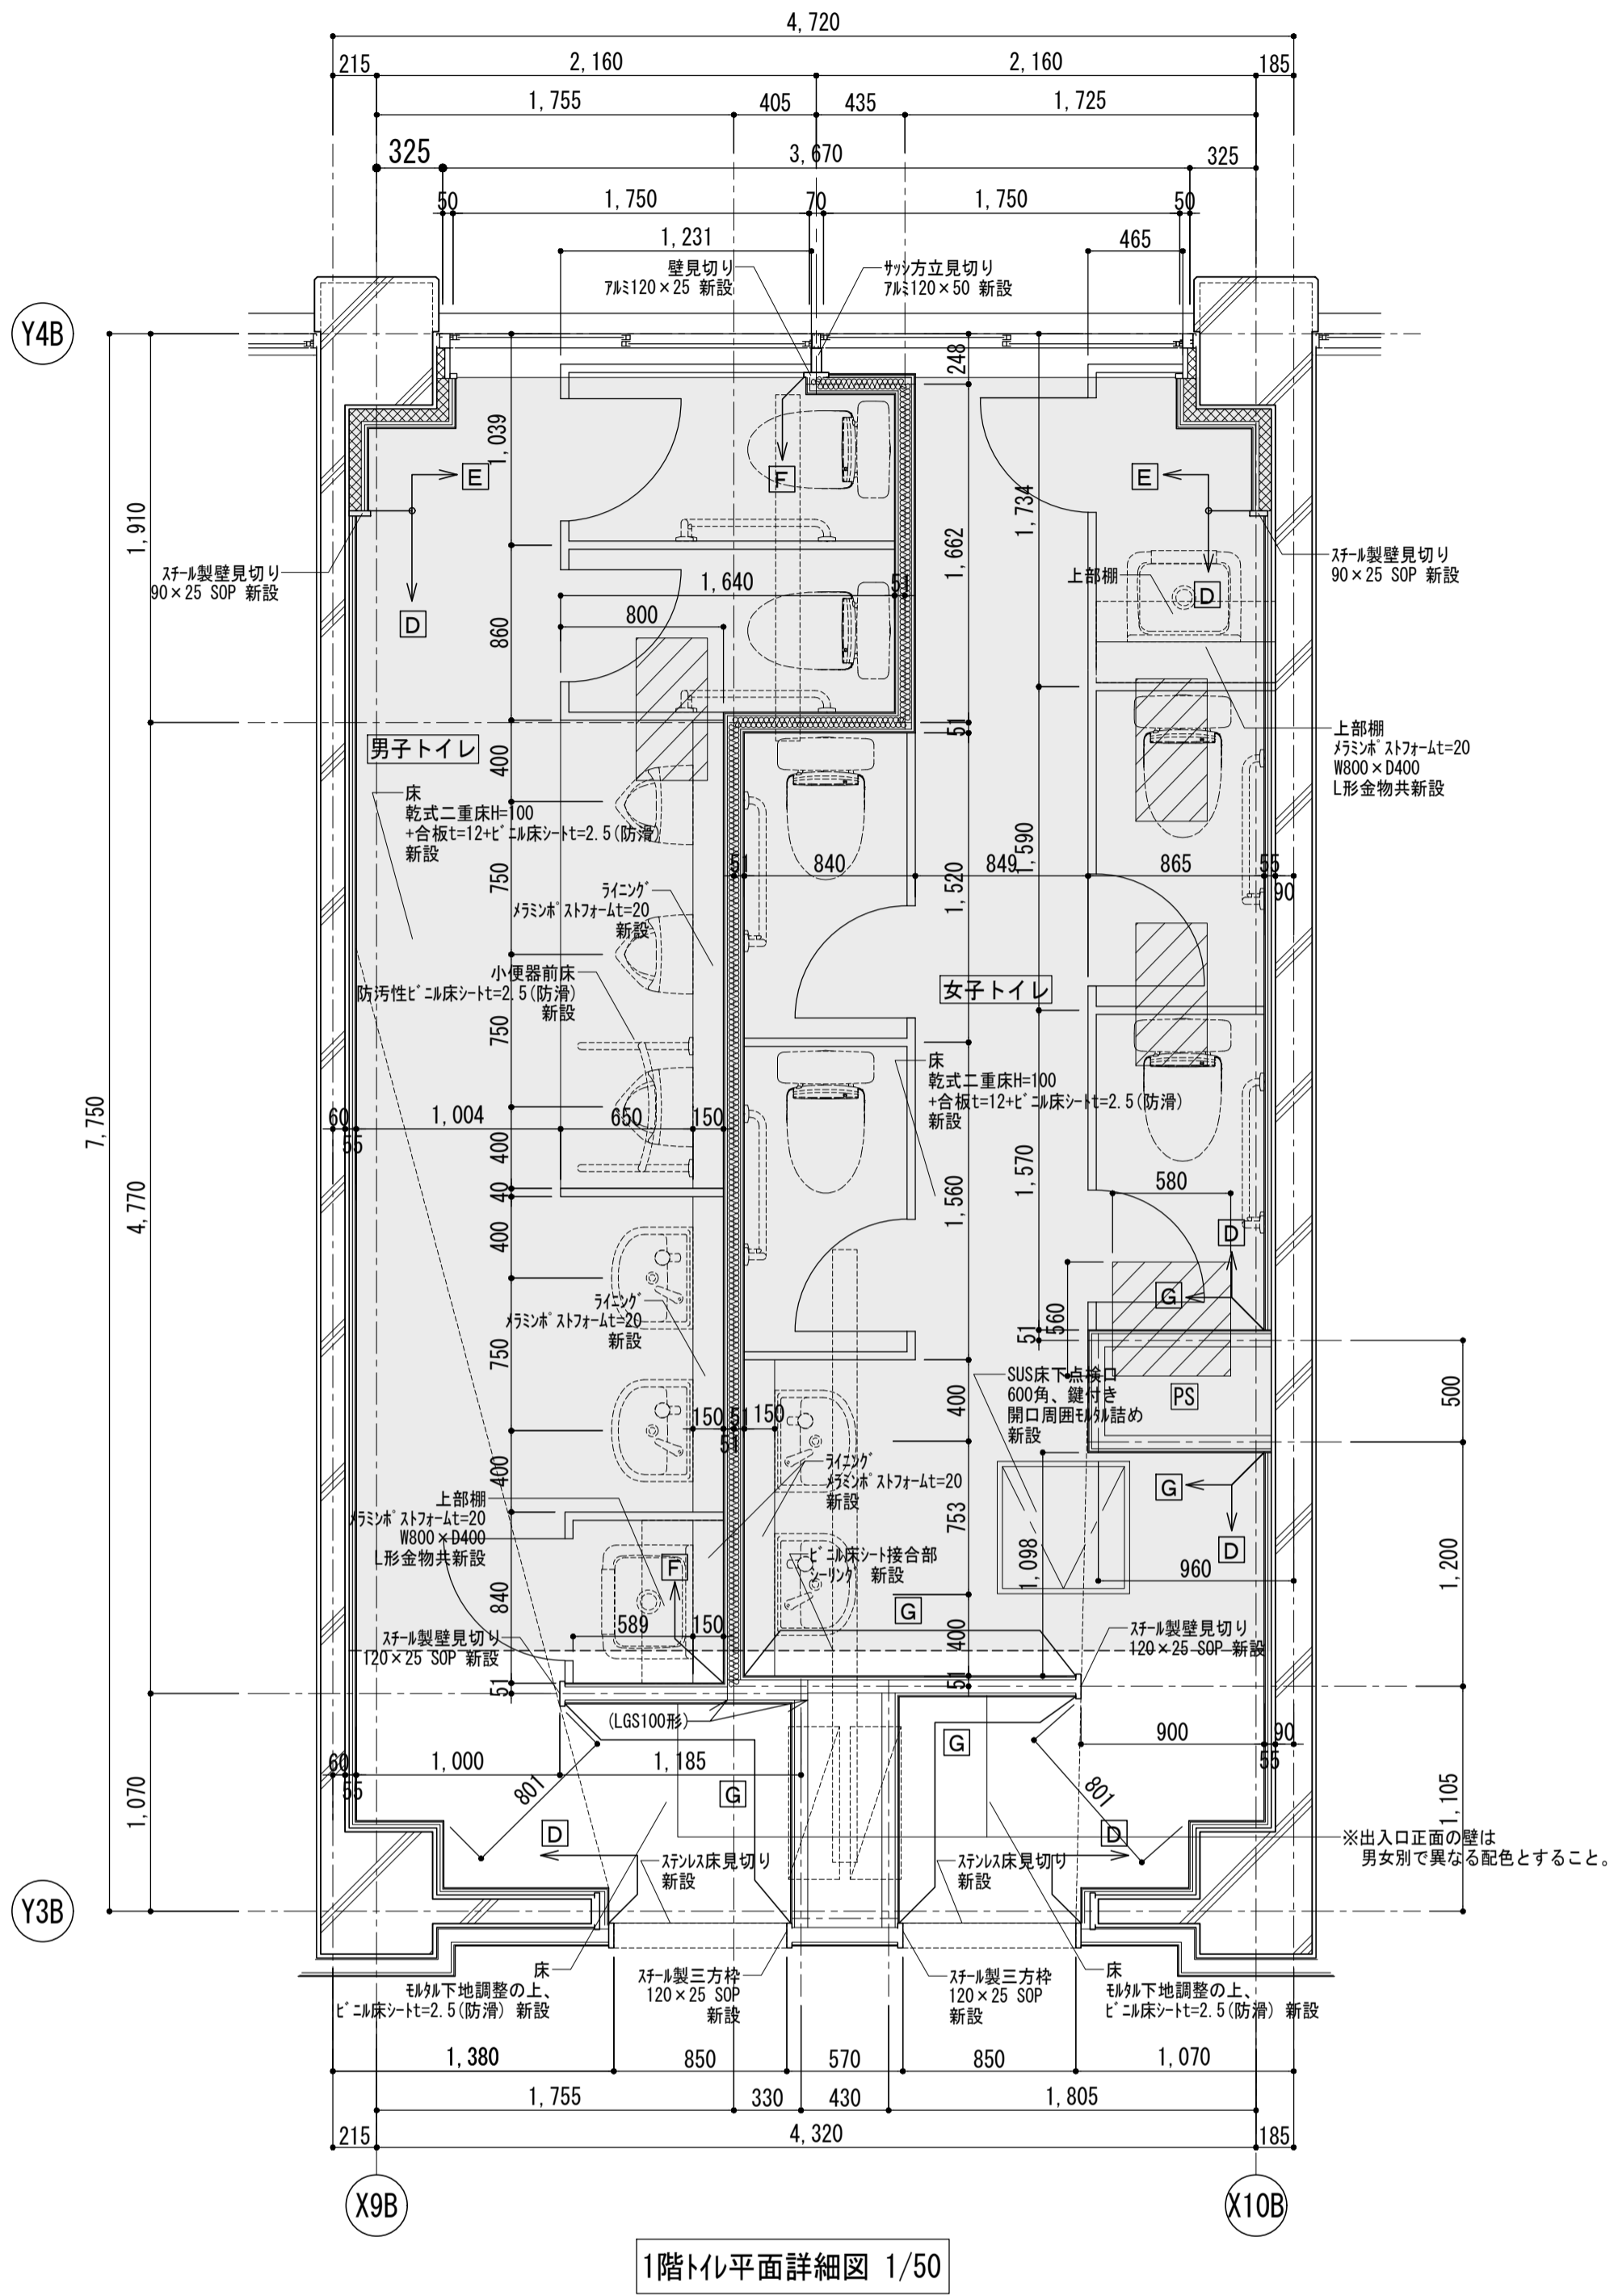 4,720
215
2,160
2,160
185
1,755
405
435
1,725
325
3,670
325
50
1,750
70
1,750
50
1,231
465
壁見切り
ｱﾙﾐ120×25 新設
ｻｯｼ方立見切り
ｱﾙﾐ120×50 新設
Y4B
248
1,039
E
F
E
1,734
1,910
1,662
ｽﾁｰﾙ製壁見切り
90×25 SOP 新設
ｽﾁｰﾙ製壁見切り
90×25 SOP 新設
上部棚
D
D
1,640
51
800
860
男子トイレ
51
400
上部棚
ﾒﾗﾐﾝﾎﾟｽﾄﾌｫｰﾑt=20
W800×D400
L形金物共新設
床
乾式二重床H=100
+合板t=12+ﾋﾞﾆﾙ床ｼｰﾄt=2.5(防滑)
新設
750
51
840
849
1,590
865
55
90
1,520
ﾗｲﾆﾝｸﾞ
ﾒﾗﾐﾝﾎﾟｽﾄﾌｫｰﾑt=20
新設
小便器前床
防汚性ﾋﾞﾆﾙ床ｼｰﾄt=2.5(防滑)
新設
女子トイレ
750
床
乾式二重床H=100
+合板t=12+ﾋﾞﾆﾙ床ｼｰﾄt=2.5(防滑)
新設
7,750
60
55
1,004
650
150
400
1,570
580
40
4,770
1,560
400
D
G
560
ﾗｲﾆﾝｸﾞ
ﾒﾗﾐﾝﾎﾟｽﾄﾌｫｰﾑt=20
新設
750
51
SUS床下点検口
600角、鍵付き
開口周囲ﾓﾙﾀﾙ詰め
新設
PS
500
400
150
51
150
51
400
ﾗｲﾆﾝｸﾞ
ﾒﾗﾐﾝﾎﾟｽﾄﾌｫｰﾑt=20
新設
G
上部棚
ﾒﾗﾐﾝﾎﾟｽﾄﾌｫｰﾑt=20
W800×D400
L形金物共新設
753
ﾋﾞﾆﾙ床ｼｰﾄ接合部
ｼｰﾘﾝｸﾞ 新設
1,098
D
960
1,200
F
840
G
589
150
400
ｽﾁｰﾙ製壁見切り
120×25 SOP 新設
ｽﾁｰﾙ製壁見切り
120×25 SOP 新設
51
51
(LGS100形)
G
900
90
55
60
55
1,000
1,185
801
G
801
1,070
1,105
D
D
※出入口正面の壁は
男女別で異なる配色とすること。
ｽﾃﾝﾚｽ床見切り
新設
ｽﾃﾝﾚｽ床見切り
新設
Y3B
床
ﾓﾙﾀﾙ下地調整の上、
ﾋﾞﾆﾙ床ｼｰﾄt=2.5(防滑) 新設
ｽﾁｰﾙ製三方枠
120×25 SOP
新設
ｽﾁｰﾙ製三方枠
120×25 SOP
新設
床
ﾓﾙﾀﾙ下地調整の上、
ﾋﾞﾆﾙ床ｼｰﾄt=2.5(防滑) 新設
1,380
850
570
850
1,070
1,755
330
430
1,805
215
4,320
185
X9B
X10B
1階ﾄｲﾚ平面詳細図 1/50